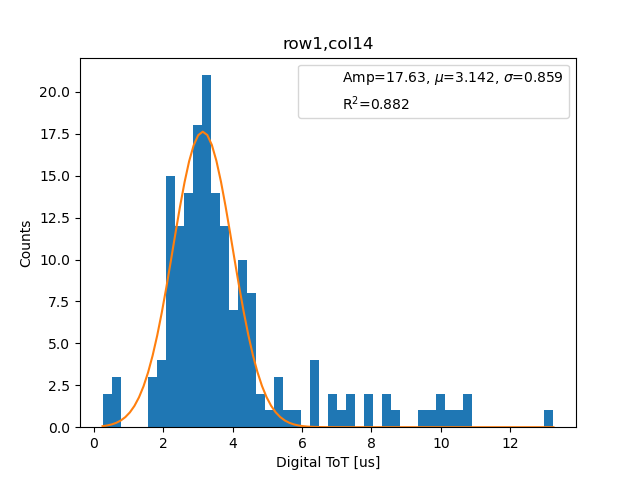 row1,col14
Amp=17.63, μ=3.142, σ=0.859
R²=0.882
20.0
17.5
15.0
12.5
10.0
7.5
5.0
2.5
0.0
Counts
0 2 4 6 8 10 12
Digital ToT [us]